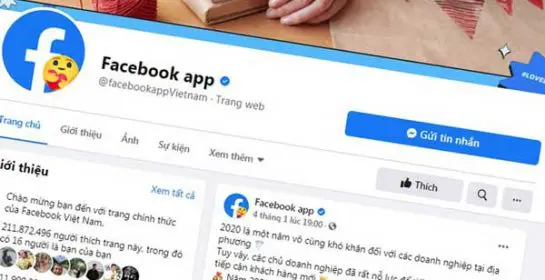 #LOVE
Facebook app
@facebookappVietnam · Trang web
Gửi tin nhắn
Trang chủ
Giới thiệu
Ảnh
Sự kiện
Xem thêm
Thích
iới thiệu
Xem tất cả
Chào mừng bạn đến với trang chính thức
của Facebook Việt Nam.
211.872.496 người thích trang này, trong đó
có 16 người là bạn của bạn
Facebook app
4 tháng 1 lúc 19:00
2020 là một năm vô cùng khó khăn đối với các doanh nghiệp tại địa
phương
Tuy vậy, các chủ doanh nghiệp đã rất nỗ lực để
tiếp cận khách hàng mới